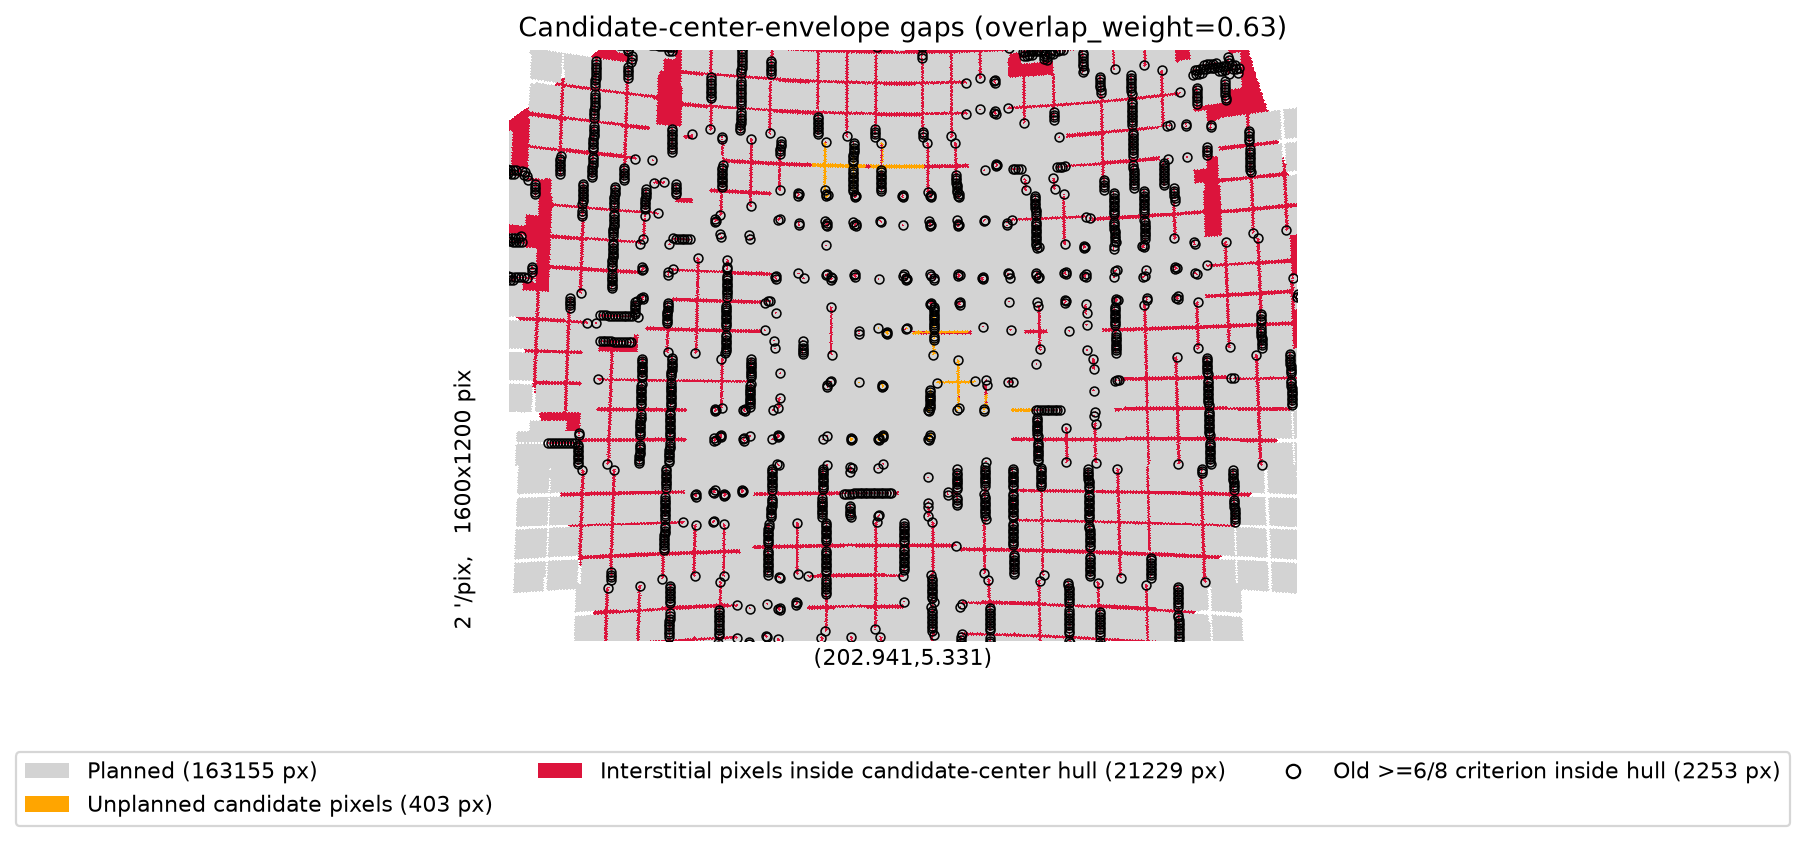 Candidate-center-envelope gaps (overlap_weight=0.63)
2 '/pix,   1600x1200 pix
(202.941,5.331)
Planned (163155 px)
Unplanned candidate pixels (403 px)
Interstitial pixels inside candidate-center hull (21229 px)
Old >=6/8 criterion inside hull (2253 px)